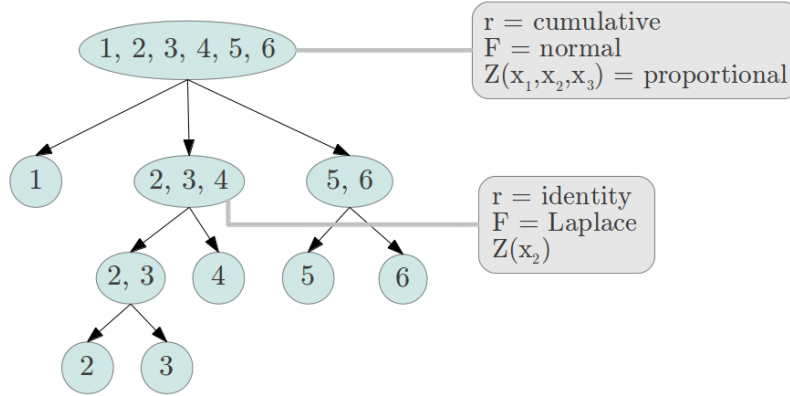 1, 2, 3, 4, 5, 6
r = cumulative
F = normal
Z(x₁,x₂,x₃) = proportional
1
2, 3, 4
5, 6
r = identity
F = Laplace
Z(x₂)
2, 3
4
5
6
2
3